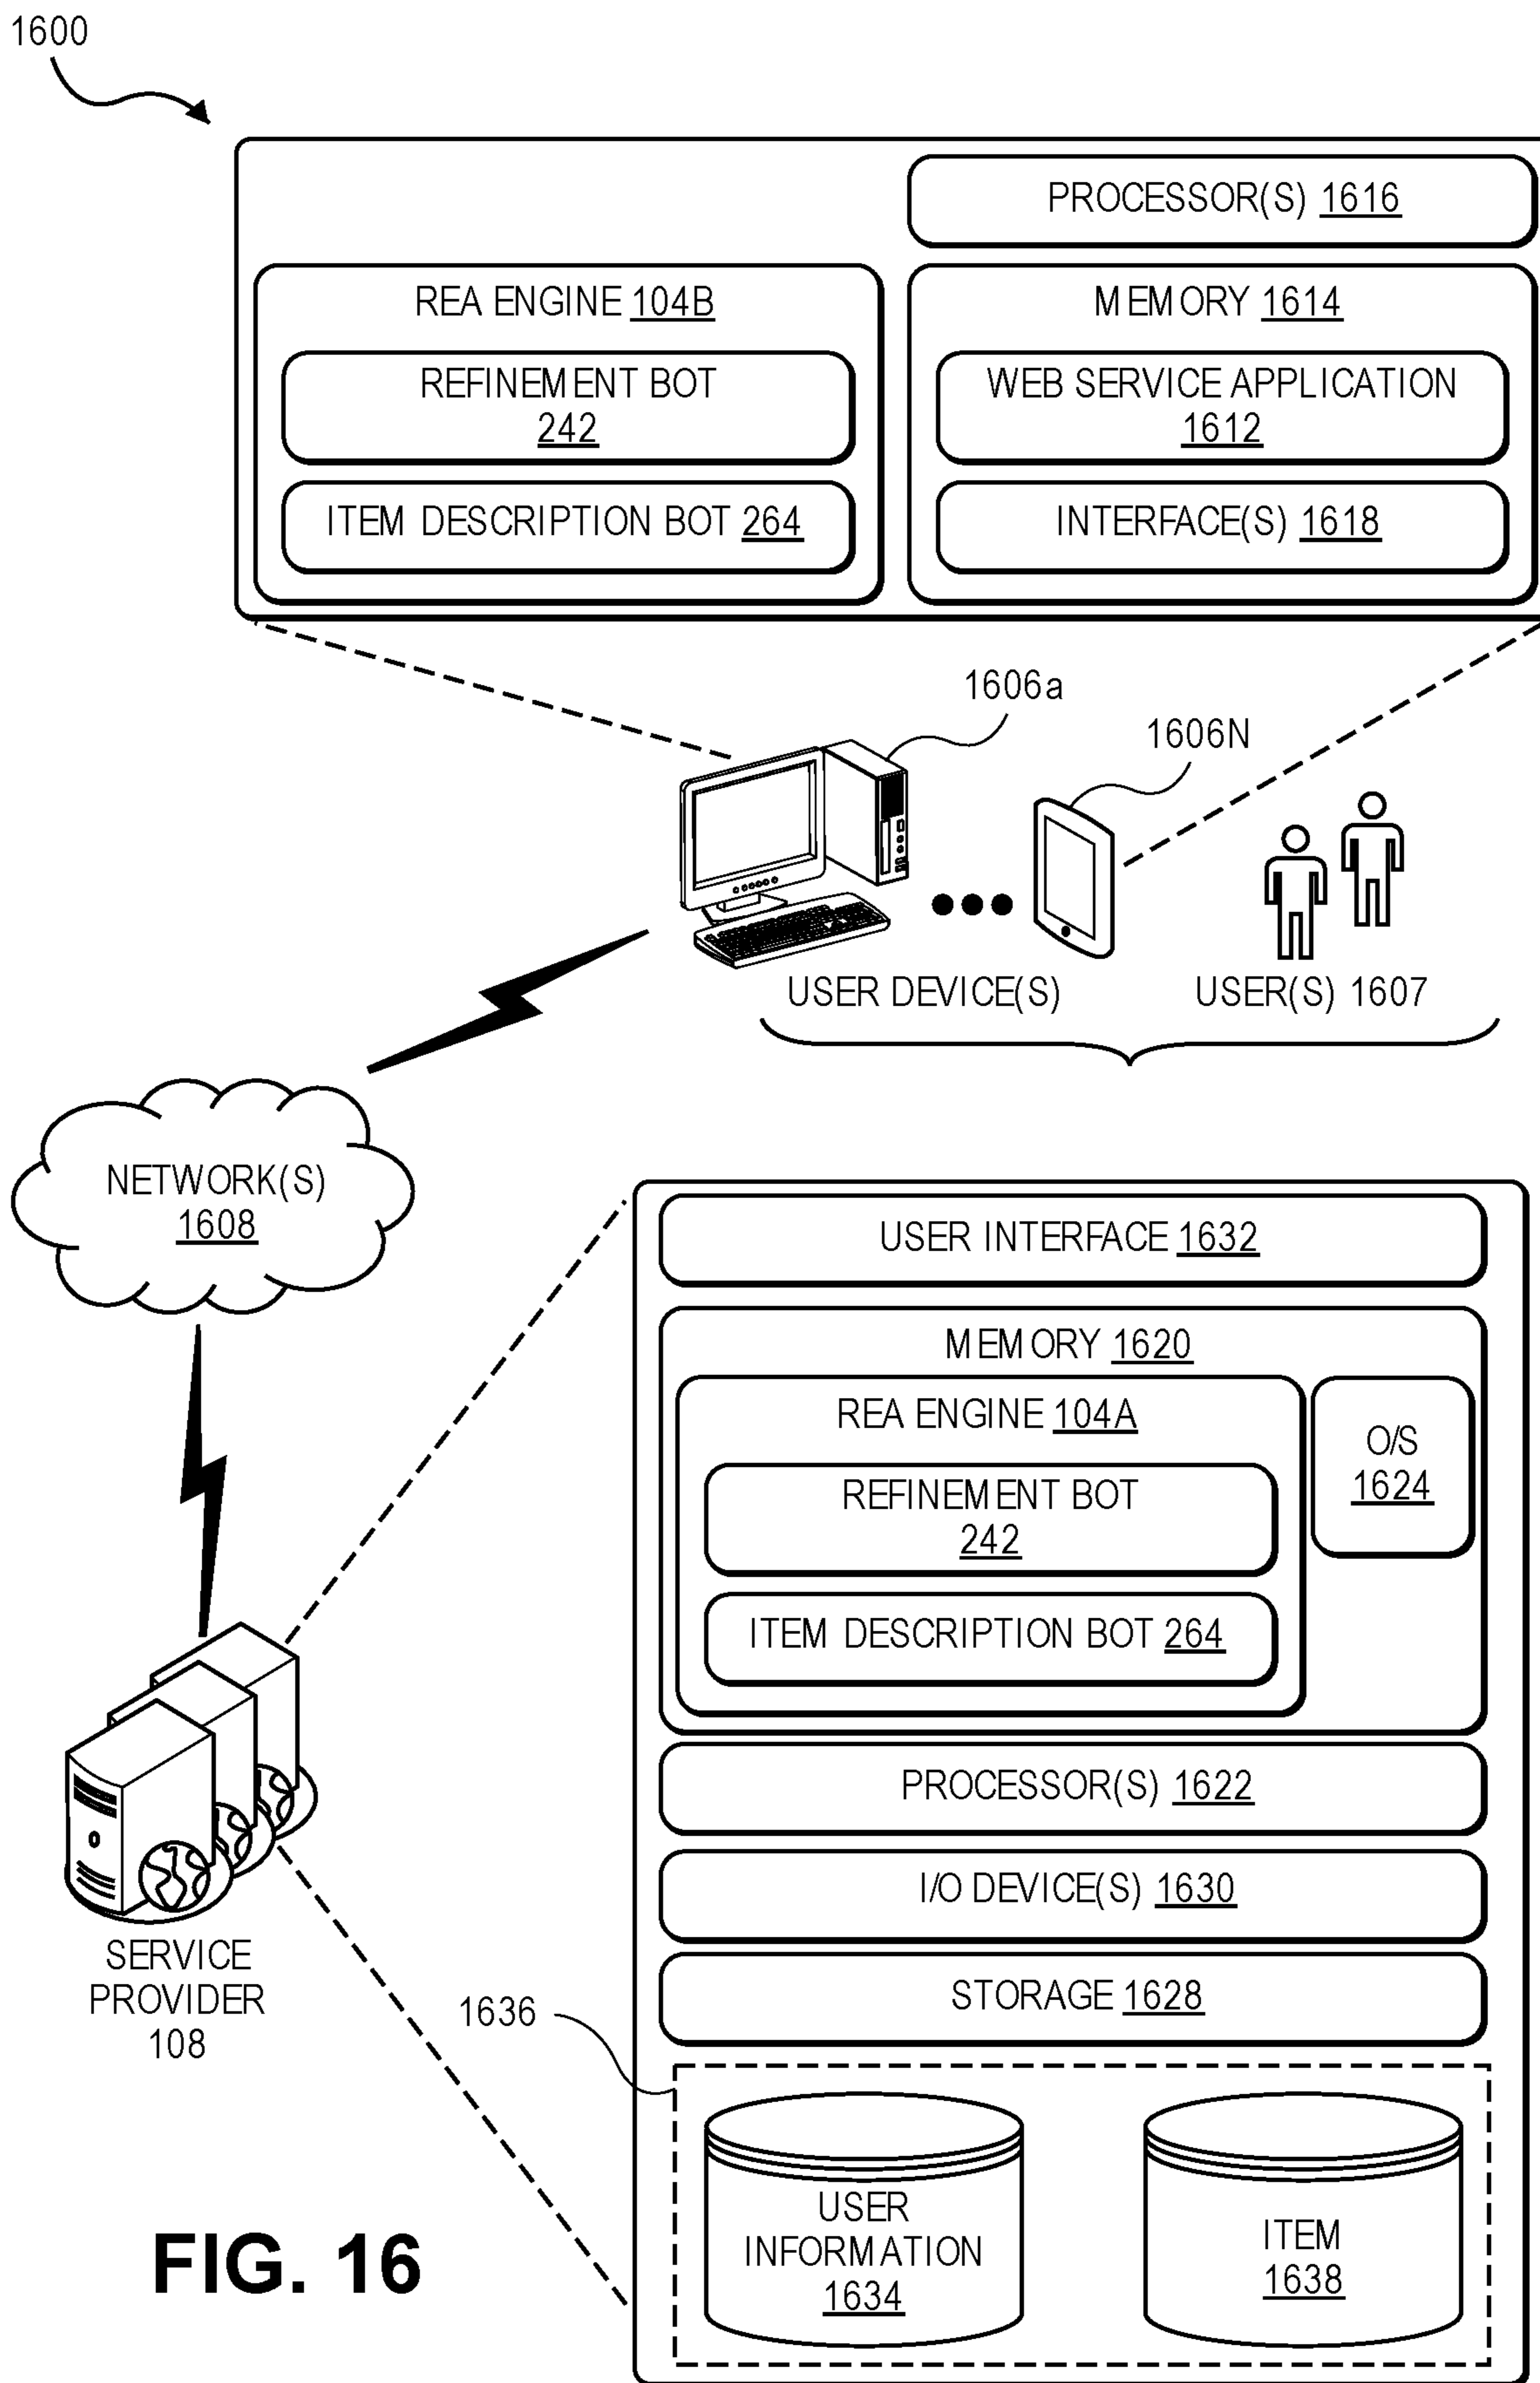 1600
PROCESSOR(S) 1616
REA ENGINE 104B
REFINEMENT BOT
242
ITEM DESCRIPTION BOT 264
MEMORY 1614
WEB SERVICE APPLICATION
1612
INTERFACE(S) 1618
1606a
1606N
USER DEVICE(S)
USER(S) 1607
NETWORK(S)
1608
USER INTERFACE 1632
MEMORY 1620
REA ENGINE 104A
REFINEMENT BOT
242
ITEM DESCRIPTION BOT 264
O/S
1624
PROCESSOR(S) 1622
I/O DEVICE(S) 1630
STORAGE 1628
SERVICE
PROVIDER
108
1636
USER
INFORMATION
1634
ITEM
1638
FIG. 16